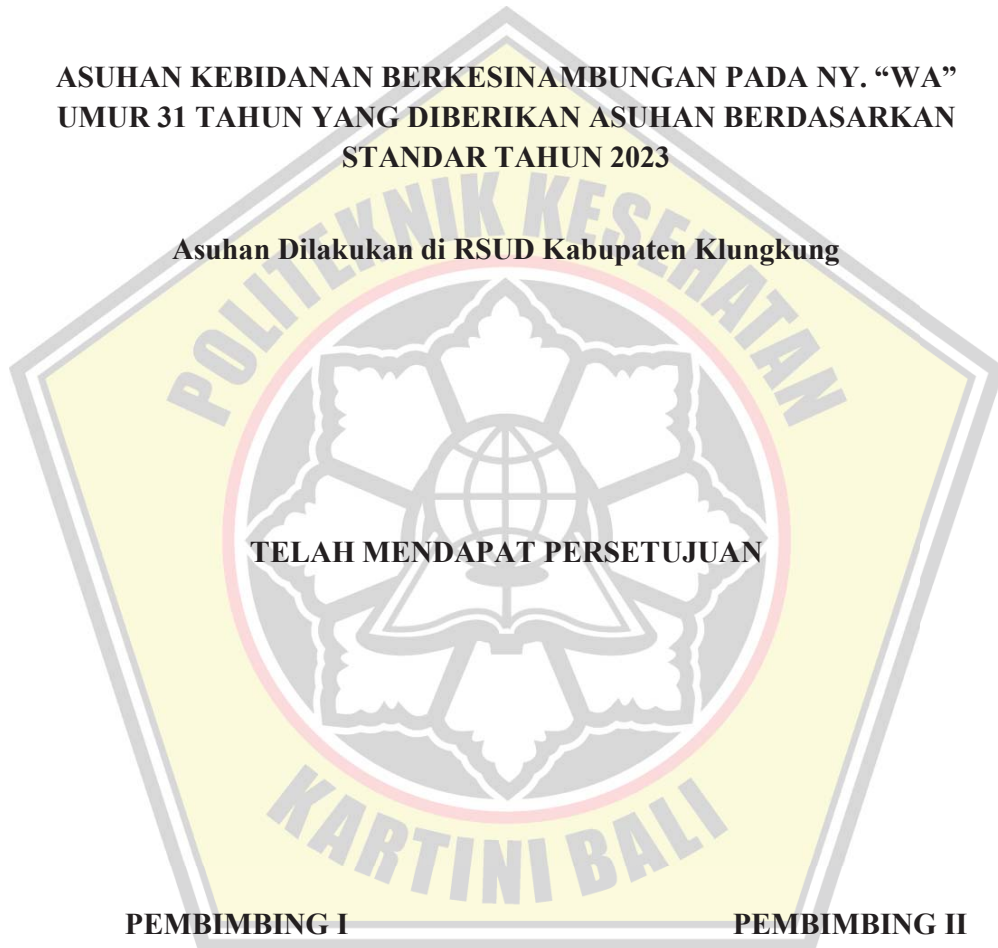 ASUHAN KEBIDANAN BERKESINAMBUNGAN PADA NY. “WA”
UMUR 31 TAHUN YANG DIBERIKAN ASUHAN BERDASARKAN
STANDAR TAHUN 2023
Asuhan Dilakukan di RSUD Kabupaten Klungkung
POLITEKNIK KESEHATAN
TELAH MENDAPAT PERSETUJUAN
KARTINI BALI
PEMBIMBING I PEMBIMBING II